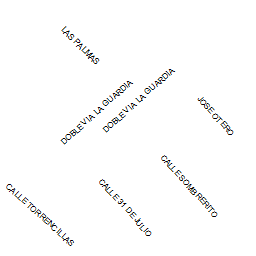 LAS PALMAS
DOBLE VIA LA GUARDIA
DOBLE VIA LA GUARDIA
JOSE OTERO
CALLE SOMBRERITO
CALLE 31 DE JULIO
CALLE TORRENCILLAS